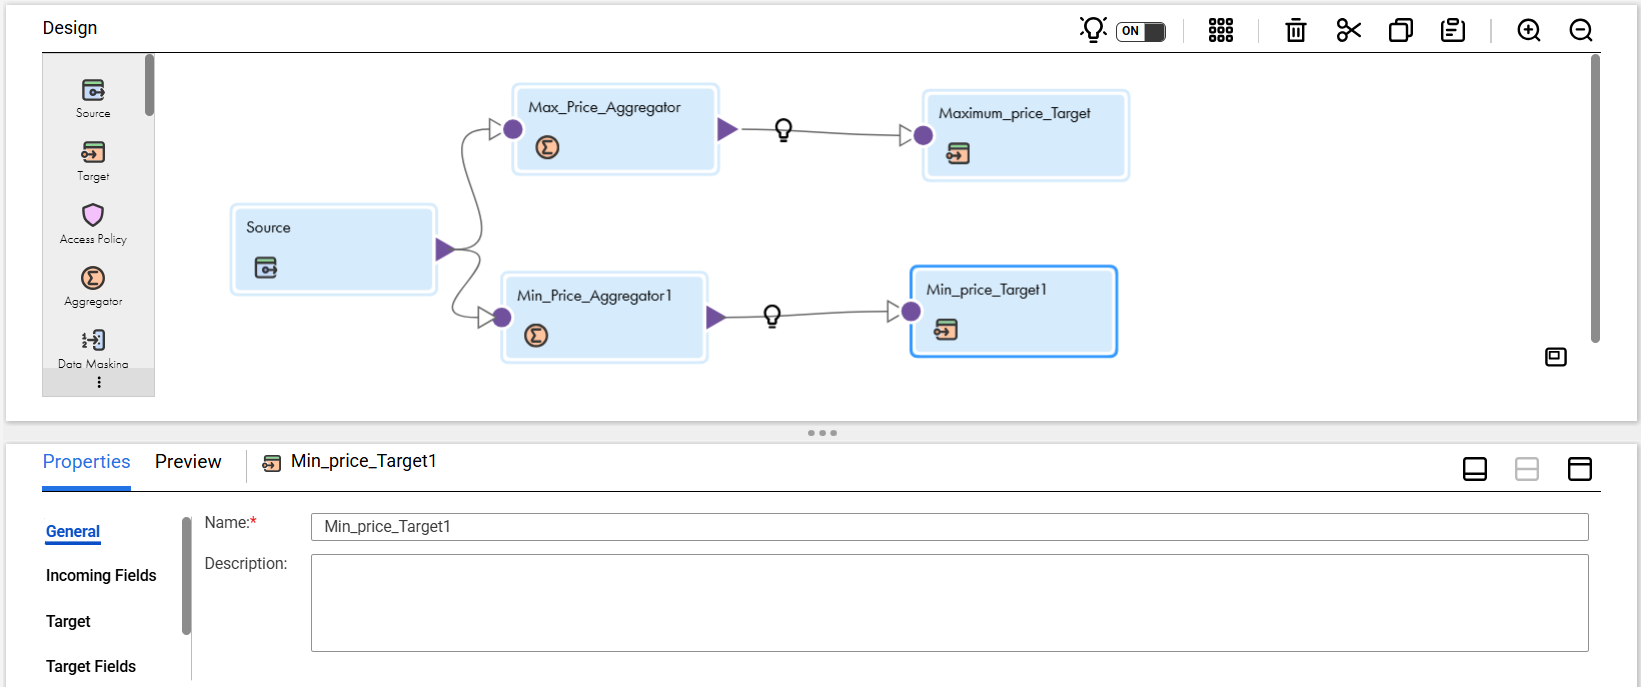 Design
ON
Source
Target
Access Policy
Aggregator
Data Masking
Max_Price_Aggregator
Maximum_price_Target
Source
Min_Price_Aggregator1
Min_price_Target1
Properties
Preview
Min_price_Target1
General
Incoming Fields
Target
Target Fields
Name:*
Min_price_Target1
Description: